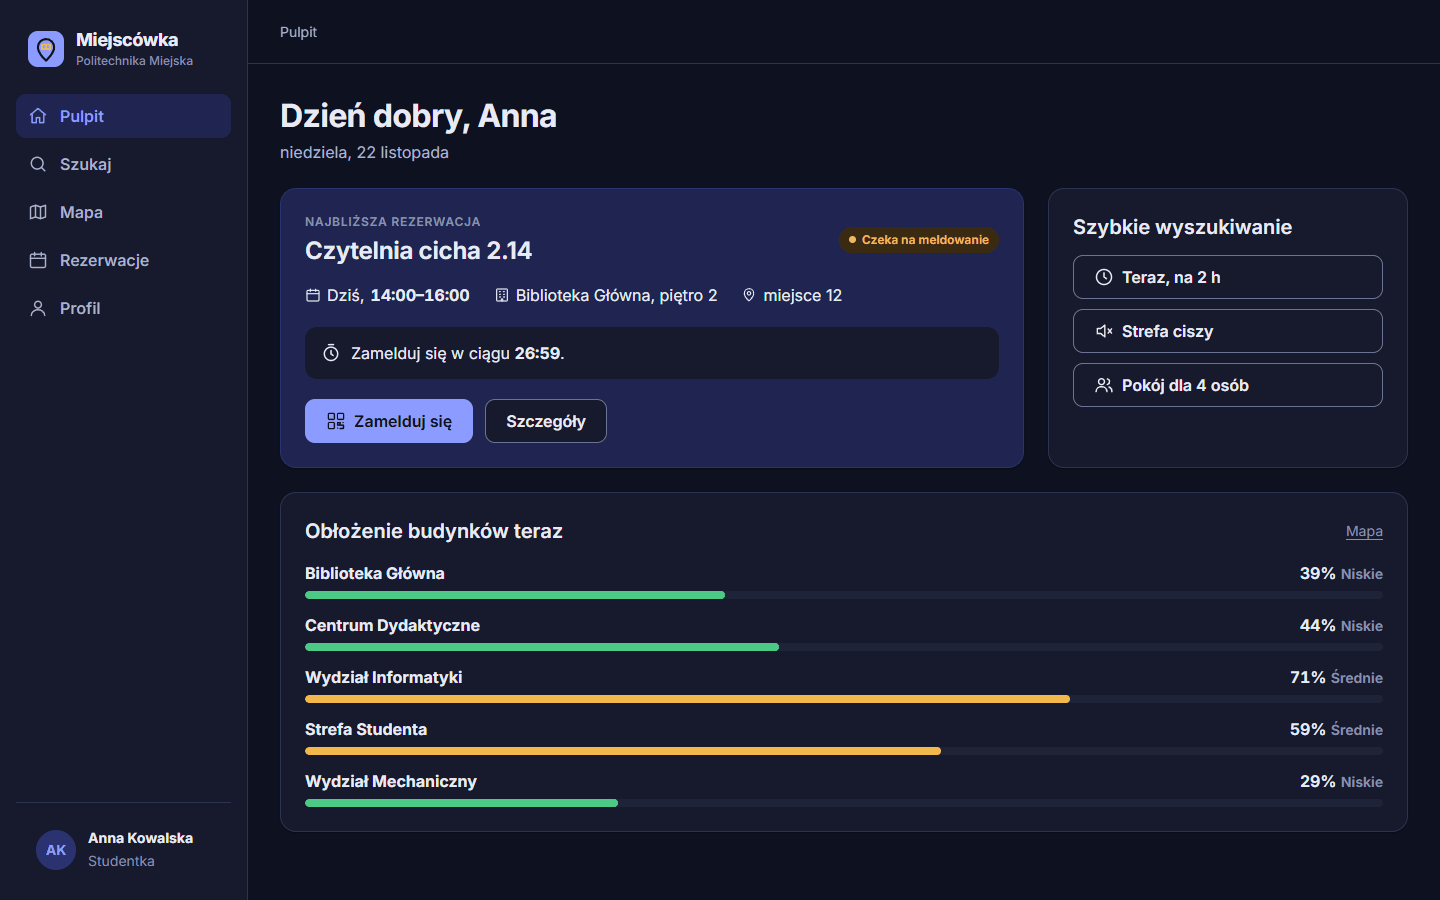 Miejscówka
Politechnika Miejska
Pulpit
Szukaj
Mapa
Rezerwacje
Profil
Anna Kowalska
AK
Studentka
Pulpit
Dzień dobry, Anna
niedziela, 22 listopada
NAJBLIŻSZA REZERWACJA
Czytelnia cicha 2.14
Czeka na meldowanie
Dziś, 14:00–16:00 Biblioteka Główna, piętro 2 miejsce 12
Zamelduj się w ciągu 26:59.
Zamelduj się Szczegóły
Szybkie wyszukiwanie
Teraz, na 2 h
Strefa ciszy
Pokój dla 4 osób
Obłożenie budynków teraz Mapa
Biblioteka Główna 39% Niskie
Centrum Dydaktyczne 44% Niskie
Wydział Informatyki 71% Średnie
Strefa Studenta 59% Średnie
Wydział Mechaniczny 29% Niskie